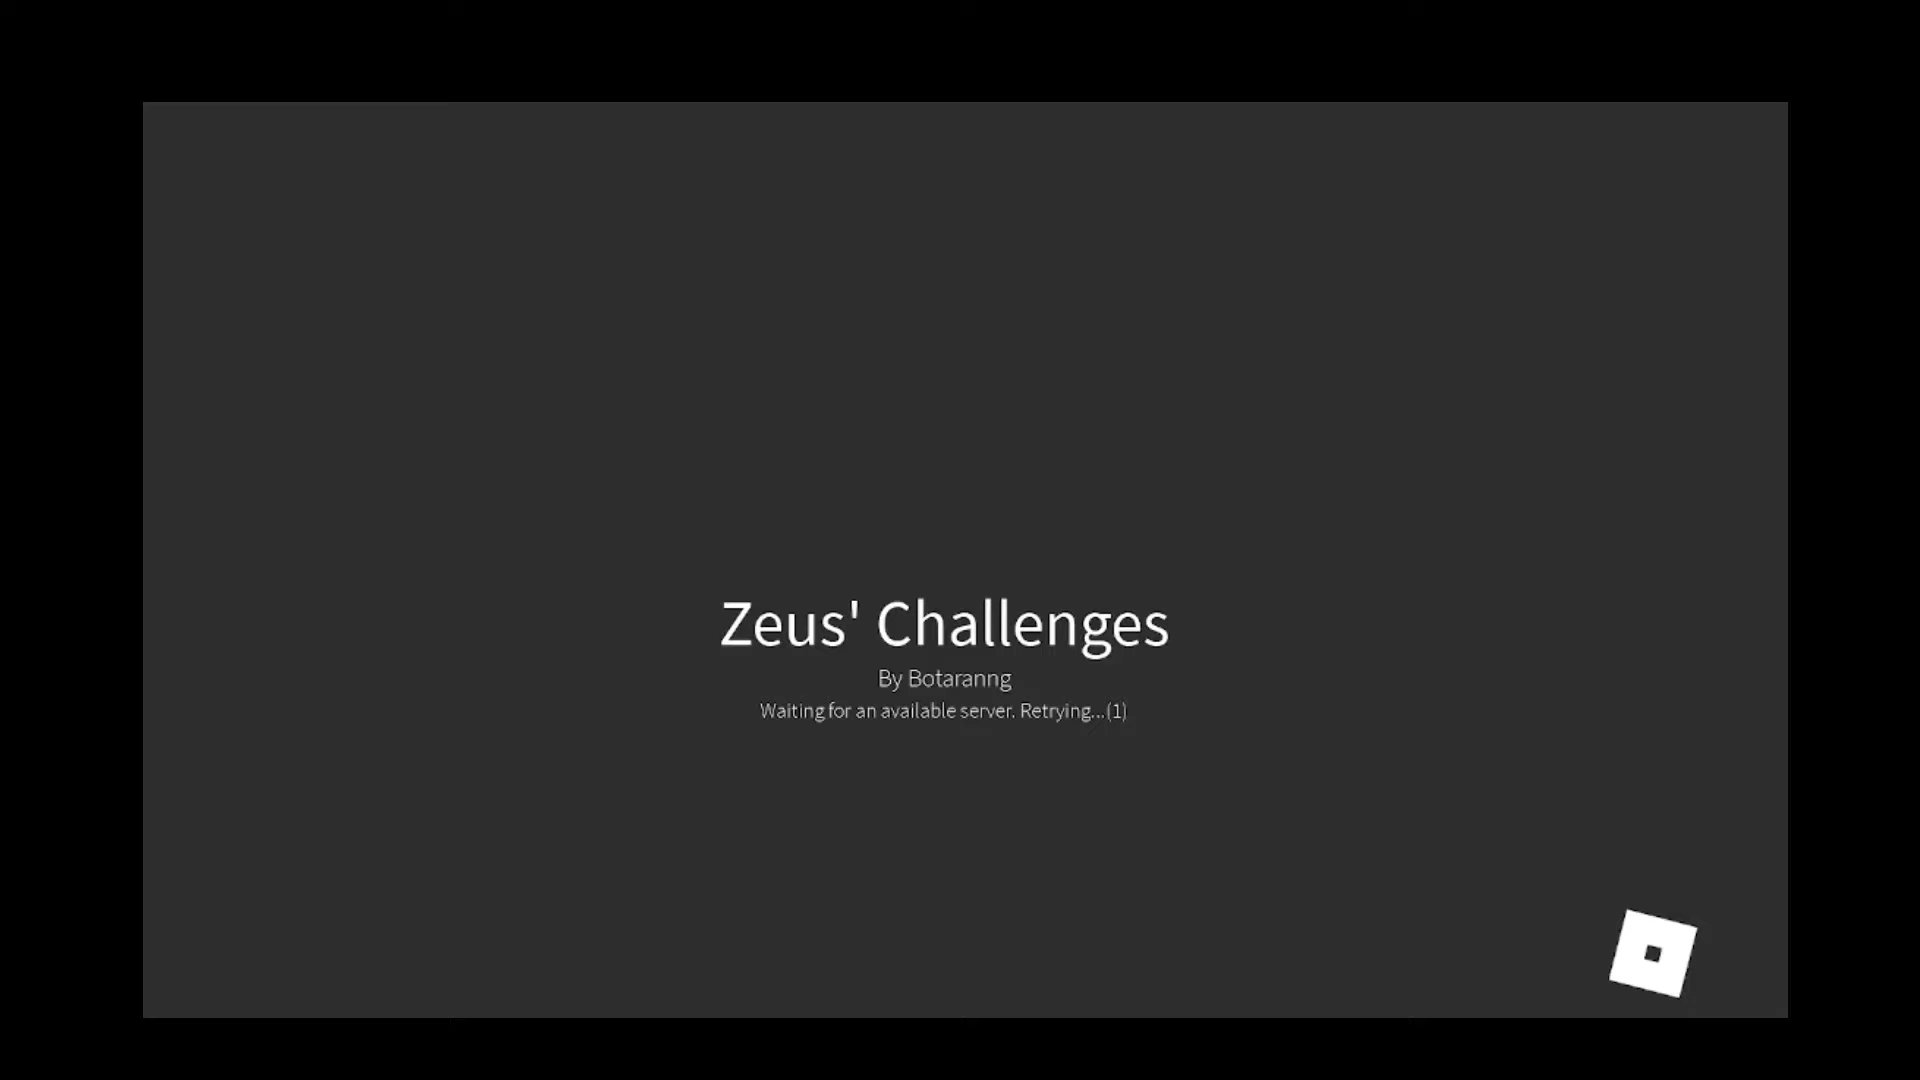 Zeus' Challenges
By Botaranng
Waiting for an available server. Retrying...(1)